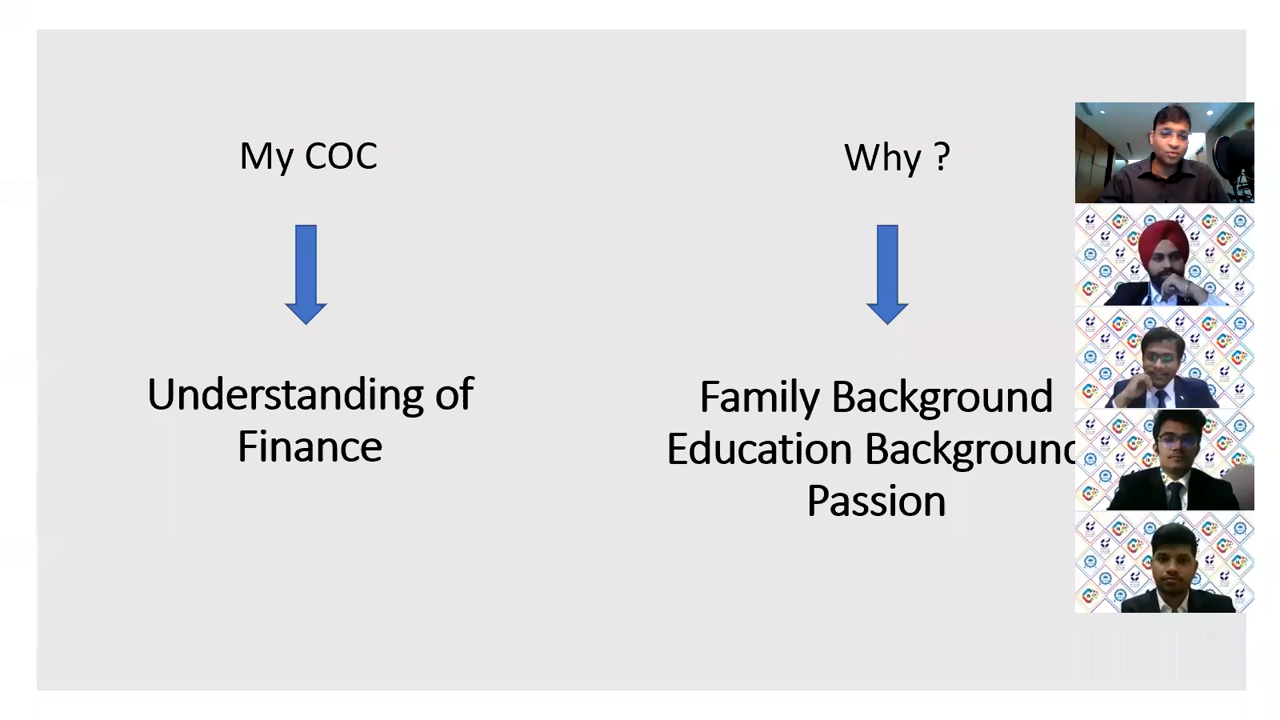 My COC
Understanding of
Finance
Why ?
Family Background
Education Background
Passion